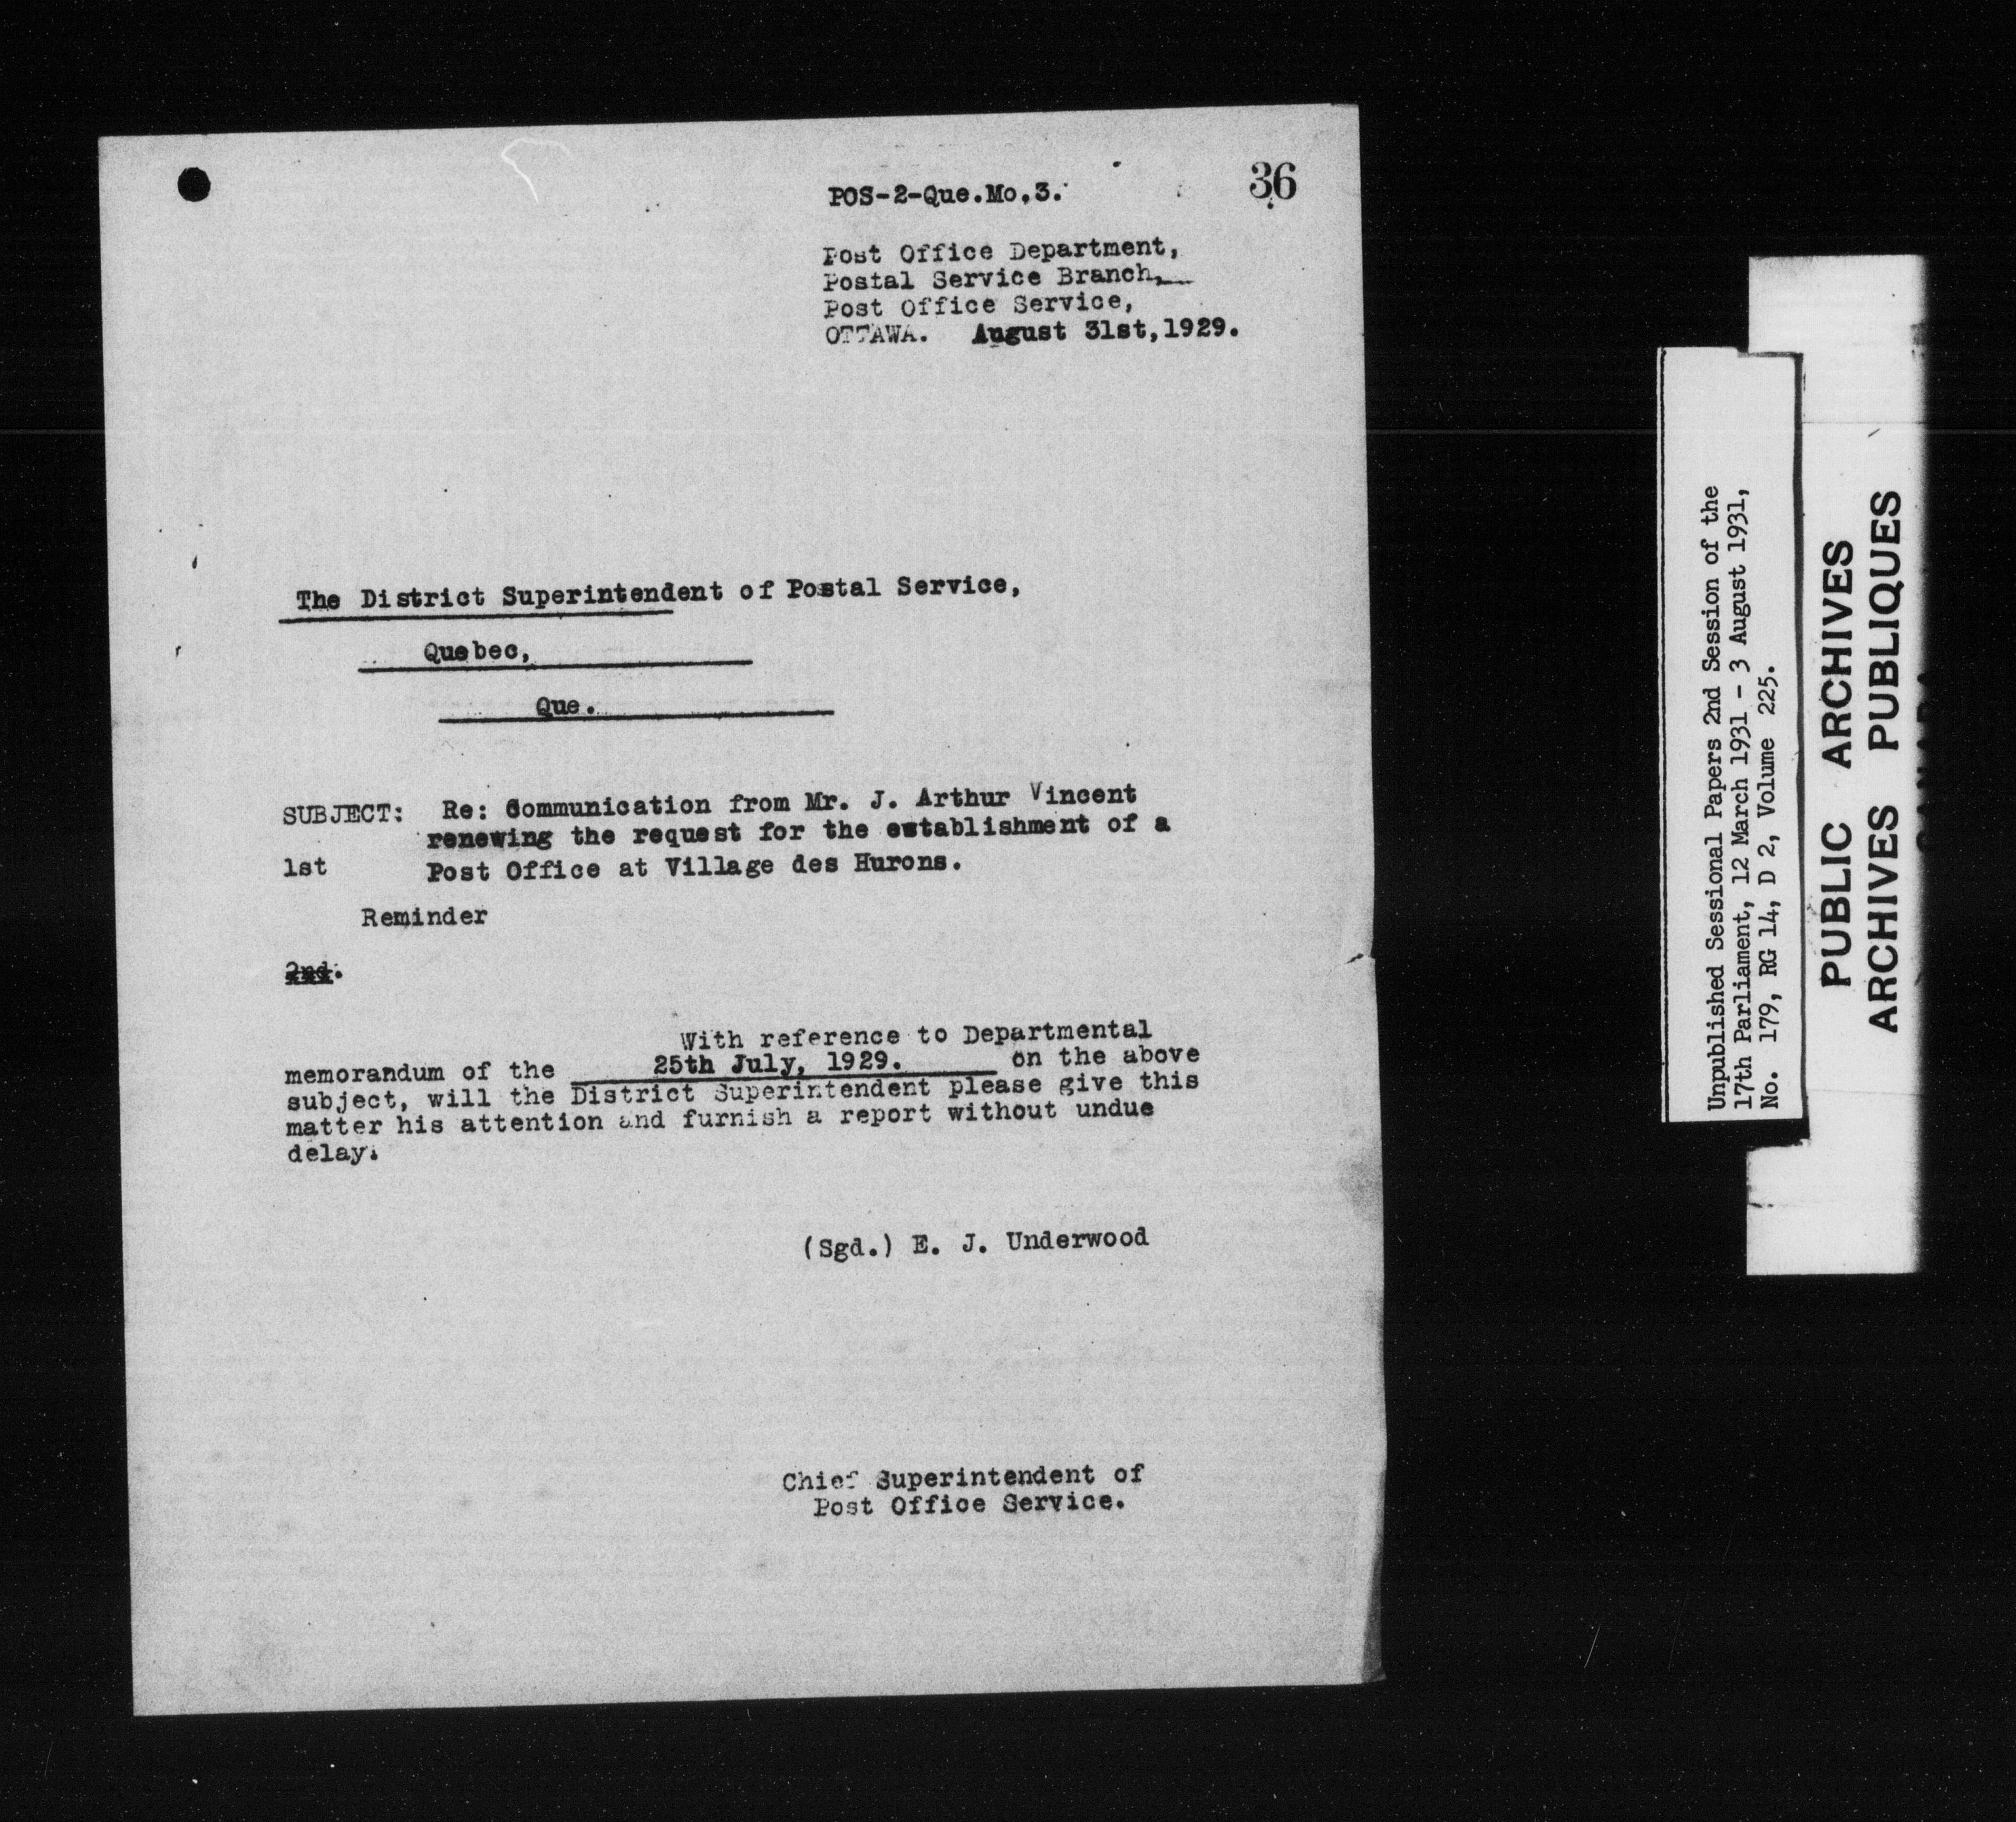 36
POS-2-Que.Mo.3.
Post Office Department,
Postal Service Branch,
Post Office Service,
OTTAWA. August 31st,1929.
The District Superintendent of Postal Service,
Quebec,
Que.
SUBJECT: Re: Communication from Mr. J. Arthur Vincent
renewing the request for the establishment of a
1st Post Office at Village des Hurons.
Reminder
2nd.
With reference to Departmental
memorandum of the 25th July, 1929. on the above
subject, will the District Superintendent please give this
matter his attention and furnish a report without undue
delay.
(Sgd.) E. J. Underwood
Chief Superintendent of
Post Office Service.
Unpublished Sessional Papers 2nd Session of the
17th Parliament, 12 March 1931 - 3 August 1931,
No. 179, RG 14, D 2, Volume 225.
PUBLIC ARCHIVES
ARCHIVES PUBLIQUES